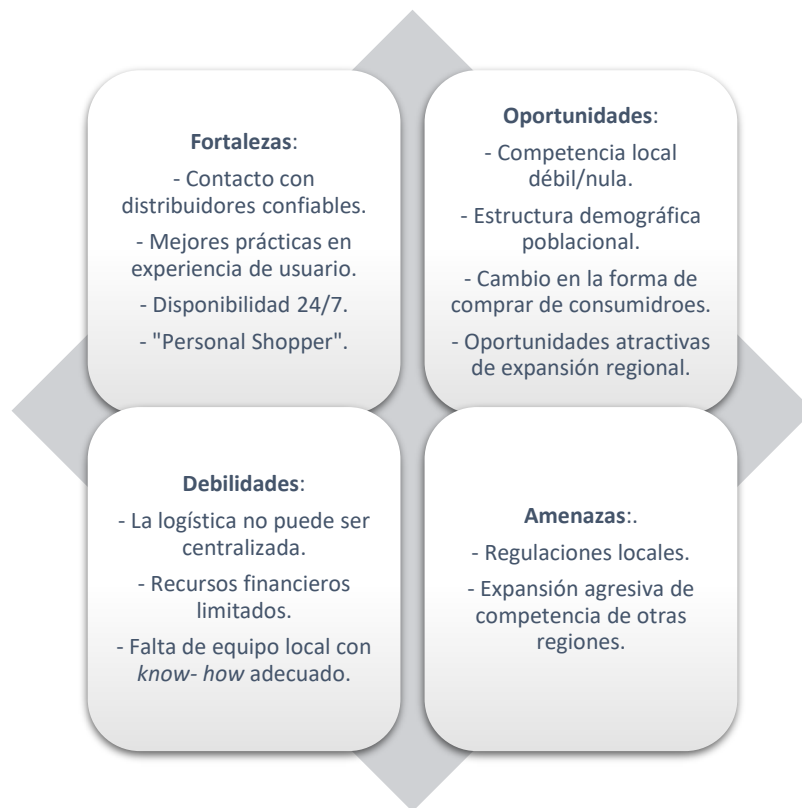 Fortalezas:
- Contacto con
distribuidores confiables.
- Mejores prácticas en
experiencia de usuario.
- Disponibilidad 24/7.
- "Personal Shopper".
Oportunidades:
- Competencia local
débil/nula.
- Estructura demográfica
poblacional.
- Cambio en la forma de
comprar de consumidroes.
- Oportunidades atractivas
de expansión regional.
Debilidades:
- La logística no puede ser
centralizada.
- Recursos financieros
limitados.
- Falta de equipo local con
know- how adecuado.
Amenazas:.
- Regulaciones locales.
- Expansión agresiva de
competencia de otras
regiones.